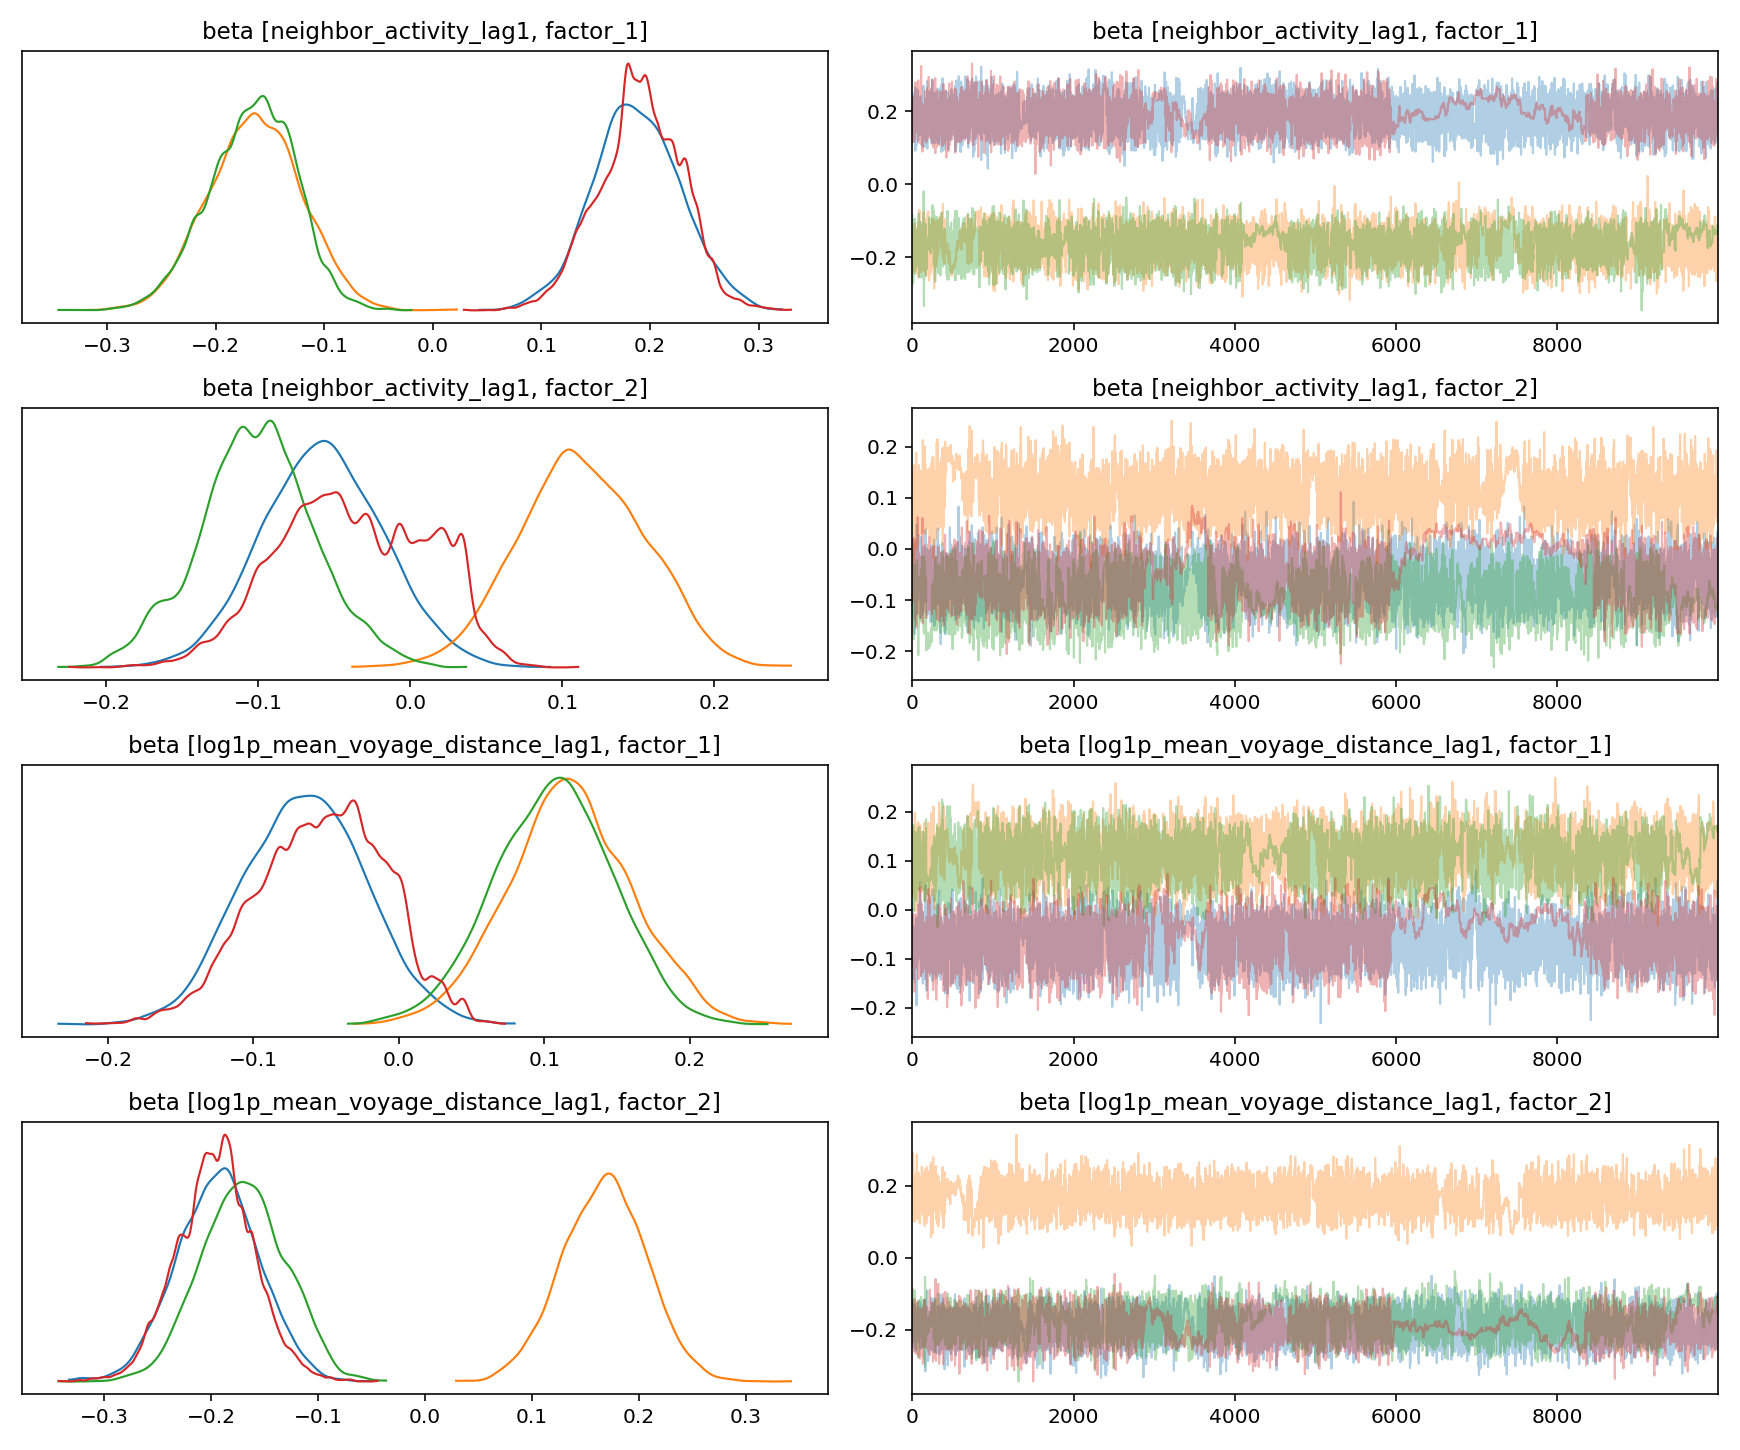 beta [neighbor_activity_lag1, factor_1]
−0.3 −0.2 −0.1 0.0 0.1 0.2 0.3
beta [neighbor_activity_lag1, factor_1]
0.2
0.0
−0.2
0 2000 4000 6000 8000
beta [neighbor_activity_lag1, factor_2]
−0.2 −0.1 0.0 0.1 0.2
beta [neighbor_activity_lag1, factor_2]
0.2
0.1
0.0
−0.1
−0.2
0 2000 4000 6000 8000
beta [log1p_mean_voyage_distance_lag1, factor_1]
−0.2 −0.1 0.0 0.1 0.2
beta [log1p_mean_voyage_distance_lag1, factor_1]
0.2
0.1
0.0
−0.1
−0.2
0 2000 4000 6000 8000
beta [log1p_mean_voyage_distance_lag1, factor_2]
−0.3 −0.2 −0.1 0.0 0.1 0.2 0.3
beta [log1p_mean_voyage_distance_lag1, factor_2]
0.2
0.0
−0.2
0 2000 4000 6000 8000